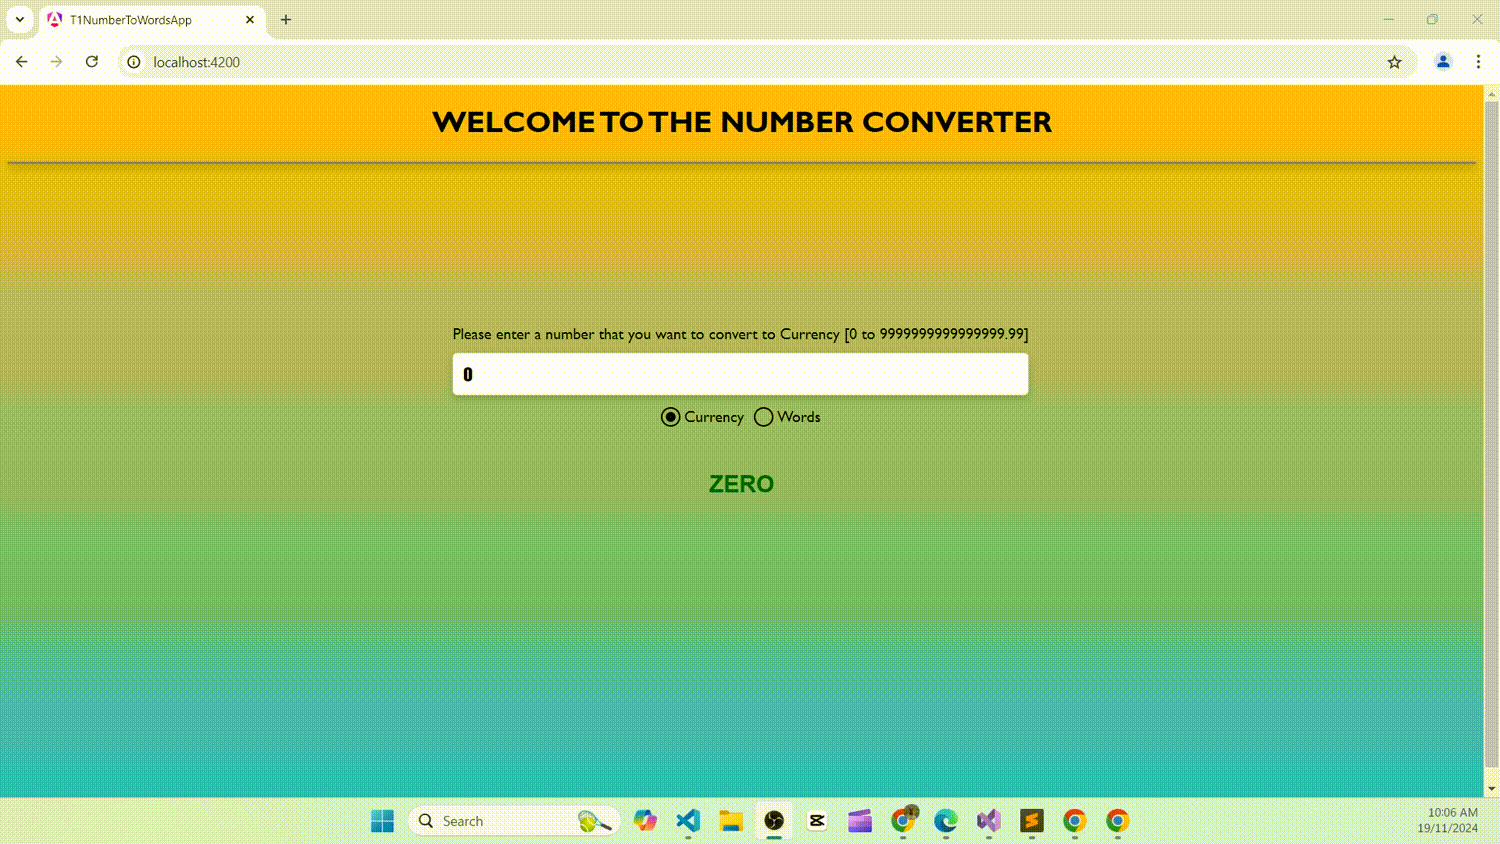 T1NumberToWordsApp
localhost:4200
WELCOME TO THE NUMBER CONVERTER
Please enter a number that you want to convert to Currency [0 to 9999999999999999.99]
0
Currency Words
ZERO
Search
10:06 AM
19/11/2024